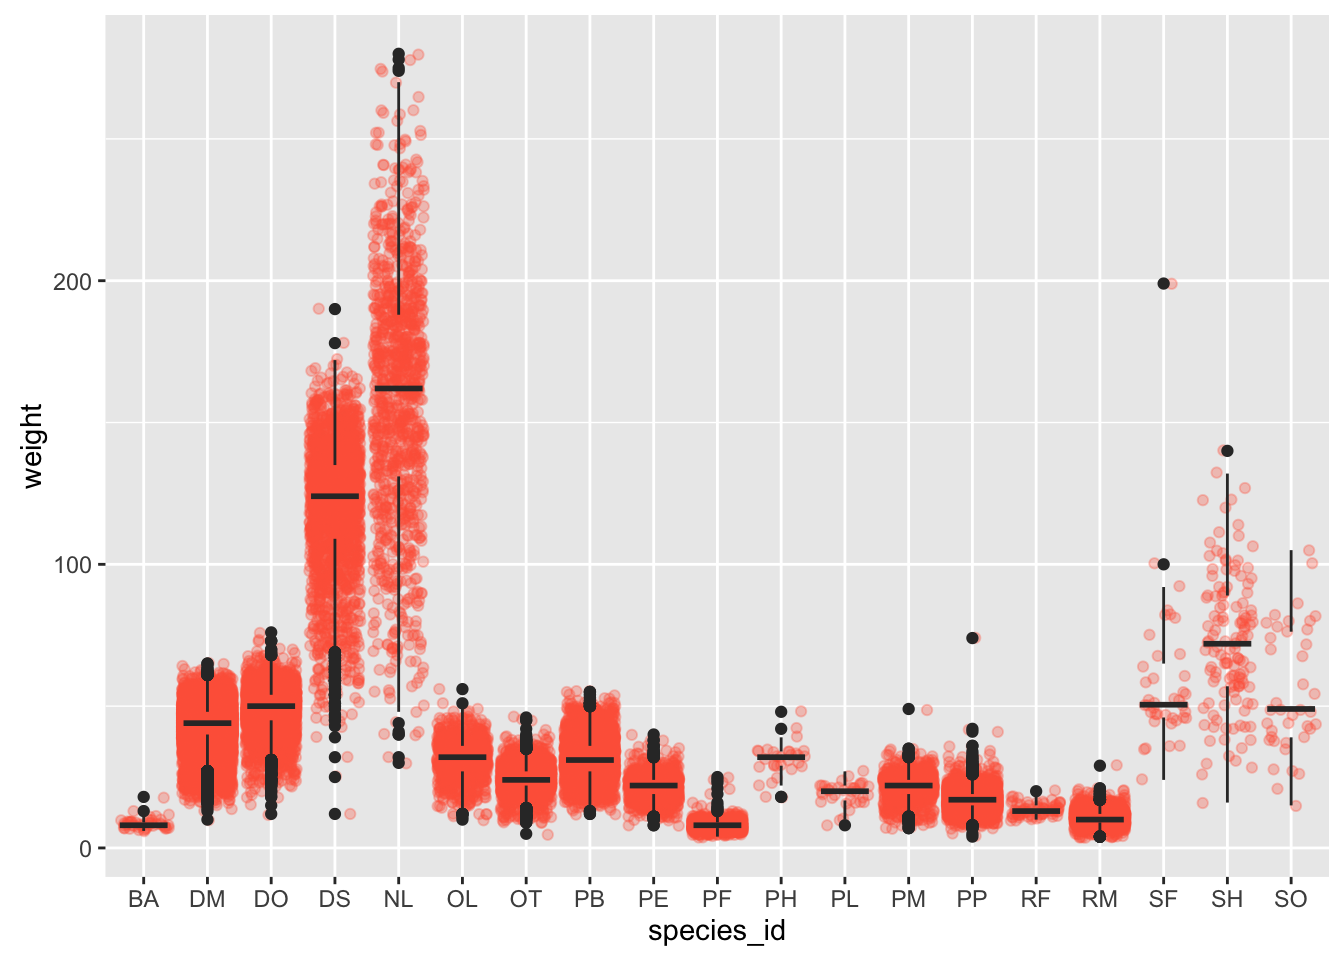 weight
200
100
0
BA DM DO DS NL OL OT PB PE PF PH PL PM PP RF RM SF SH SO
species_id